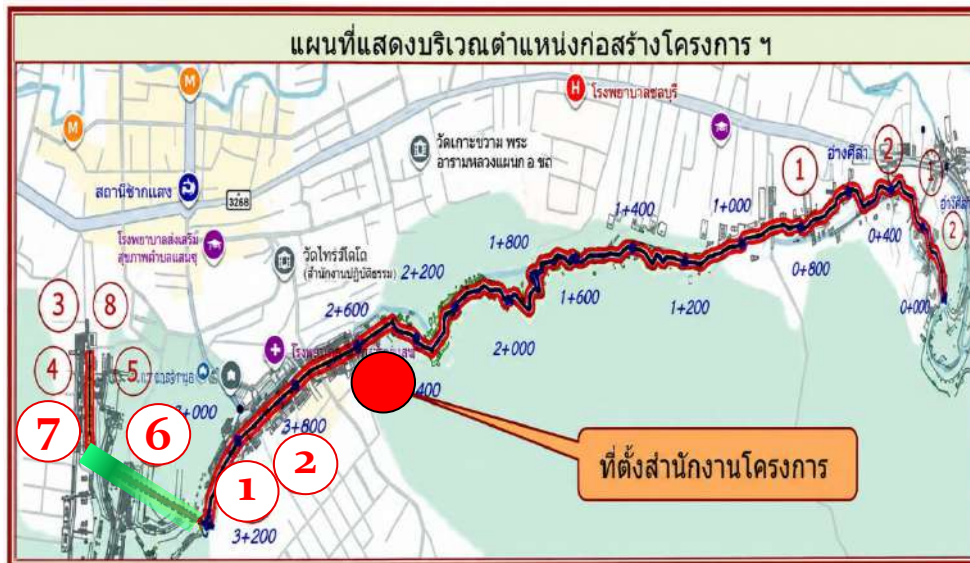 แผนที่แสดงบริเวณตำแหน่งก่อสร้างโครงการ ฯ
M
M
H
โรงพยาบาลชลบุรี
วัดเกาะขวาม พระ
อารามหลวงแผนก อ ชถ
สถานีชากแสง
3268
1
อ่างศิลา
2
1
1+000
1+400
โรงพยาบาลส่งเสริม
สุขภาพตำบลแสนสุ
วัดไทรสีโดโต
(สำนักงานปฏิบัติธรรม)
1+800
2+200
2
0+400
0+800
1+600
1+200
0+000
2+600
2+000
3
8
4
5
400
7
6
3+800
2
1
3+200
ที่ตั้งสำนักงานโครงการ